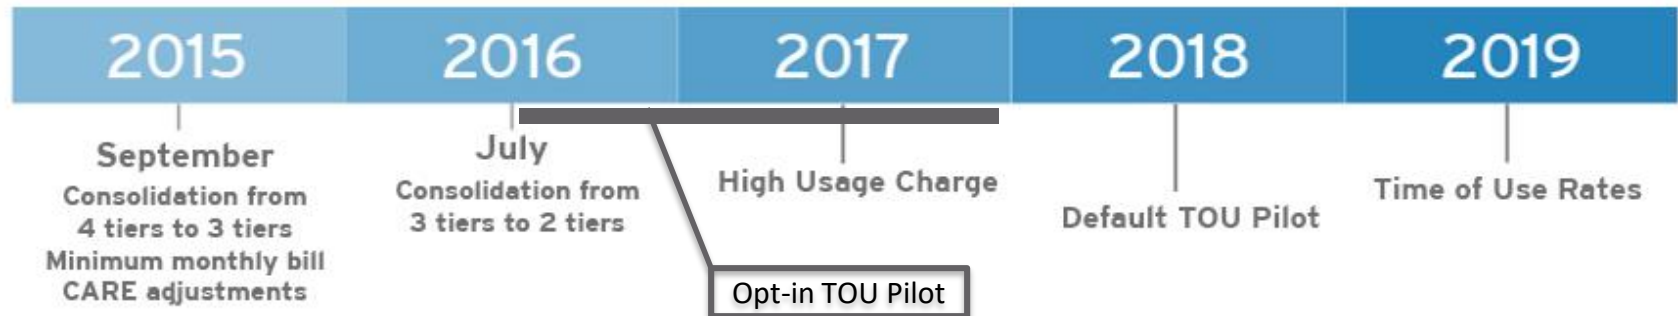 2015
2016
2017
2018
2019
September
Consolidation from
4 tiers to 3 tiers
Minimum monthly bill
CARE adjustments
July
Consolidation from
3 tiers to 2 tiers
High Usage Charge
Default TOU Pilot
Time of Use Rates
Opt-in TOU Pilot